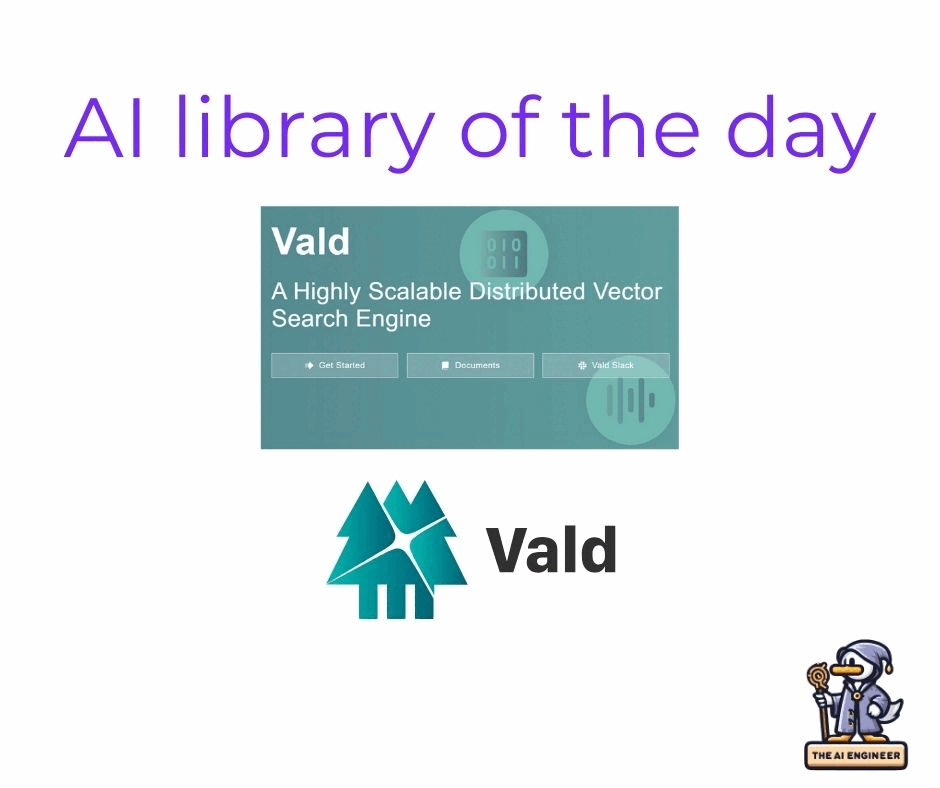 AI library of the day
Vald
010
011
A Highly Scalable Distributed Vector
Search Engine
Get Started
Documents
Vald Slack
Vald
THE AI ENGINEER